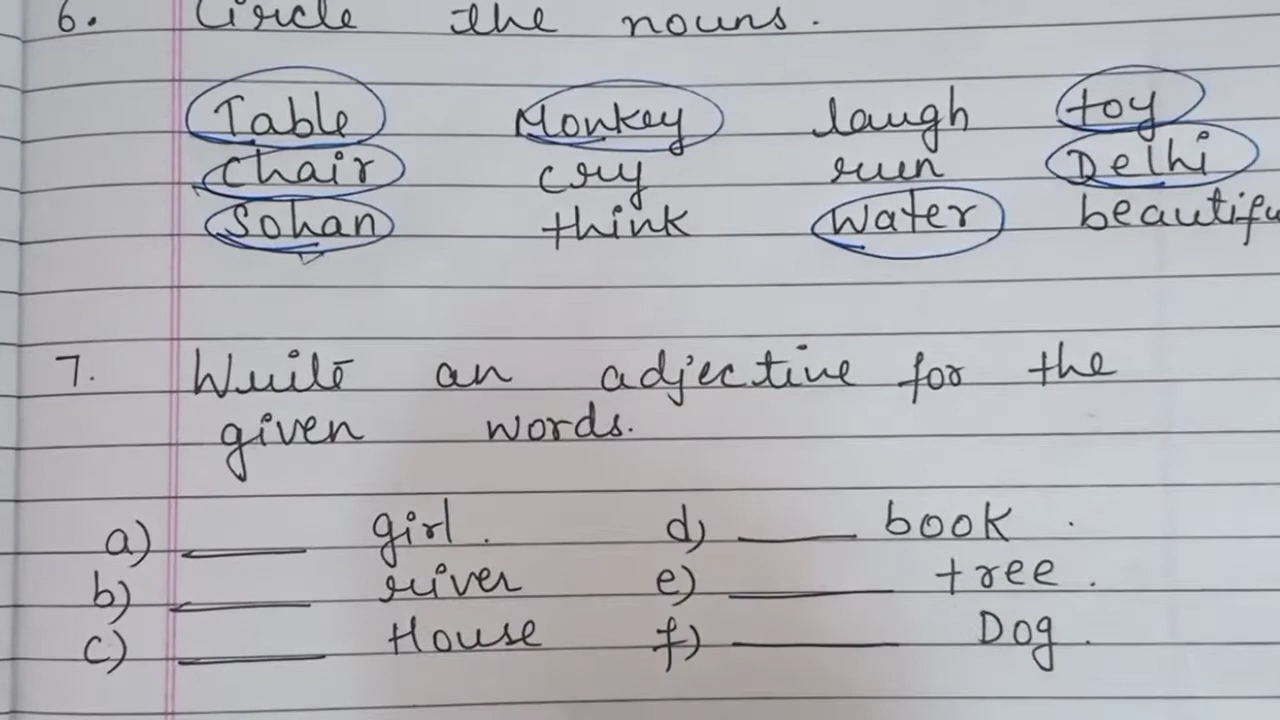 6. Circle the nouns.
Table Monkey laugh toy
Chair cry run Delhi
Sohan think Water beautifu
7. Write an adjective for the
given words.
a) ____ girl. d) ____ book.
b) ____ river e) ____ tree.
c) ____ House f) ____ Dog.